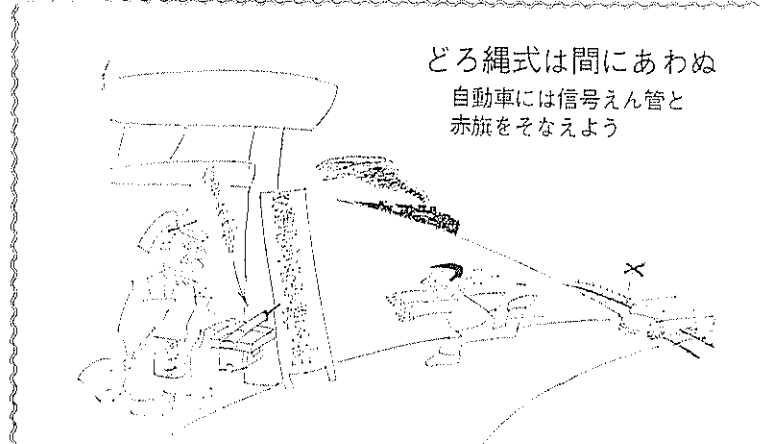 どろ縄式は間にあわぬ
自動車には信号えん管と
赤旗をそなえよう